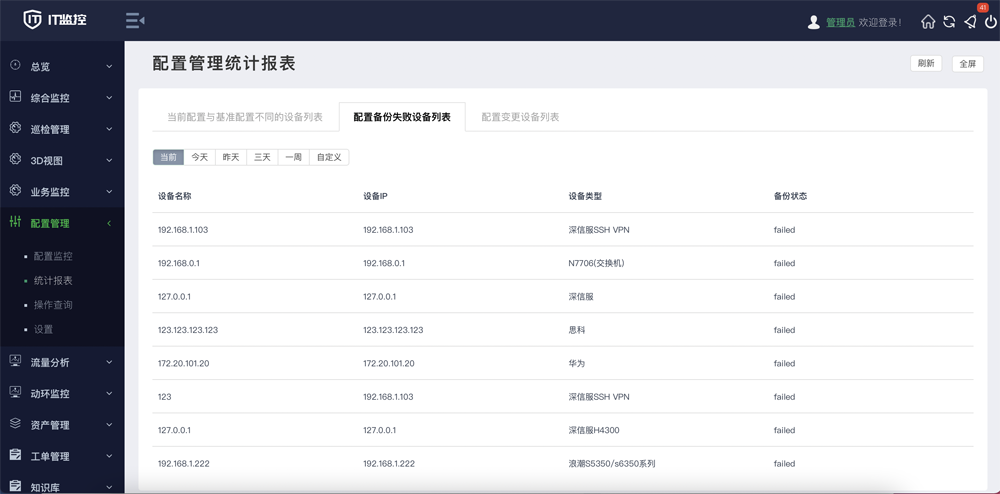 IT监控
管理员 欢迎登录! 41
总览
综合监控
巡检管理
3D视图
业务监控
配置管理
配置监控
统计报表
操作查询
设置
流量分析
动环监控
资产管理
工单管理
知识库
配置管理统计报表 刷新 全屏
当前配置与基准配置不同的设备列表 配置备份失败设备列表 配置变更设备列表
当前 今天 昨天 三天 一周 自定义
设备名称 设备IP 设备类型 备份状态
192.168.1.103 192.168.1.103 深信服SSH VPN failed
192.168.0.1 192.168.0.1 N7706(交换机) failed
127.0.0.1 127.0.0.1 深信服 failed
123.123.123.123 123.123.123.123 思科 failed
172.20.101.20 172.20.101.20 华为 failed
123 192.168.1.103 深信服SSH VPN failed
127.0.0.1 127.0.0.1 深信服H4300 failed
192.168.1.222 192.168.1.222 浪潮S5350/s6350系列 failed